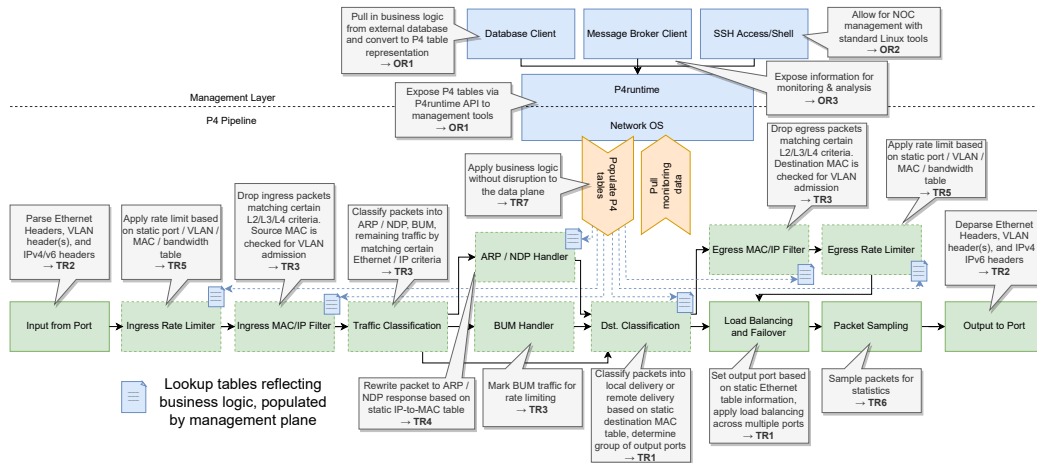 Pull in business logic
from external database
and convert to P4 table
representation
→ OR1
Database Client
Message Broker Client
SSH Access/Shell
Allow for NOC
management with
standard Linux tools
→ OR2
Expose P4 tables via
P4runtime API to
management tools
→ OR1
P4runtime
Network OS
Expose information for
monitoring & analysis
→ OR3
Management Layer
P4 Pipeline
Apply business logic
without disruption to
the data plane
→ TR7
Populate P4
tables
Pull
monitoring
data
Parse Ethernet
Headers, VLAN
header(s), and
IPv4/v6 headers
→ TR2
Apply rate limit based
on static port / VLAN
/ MAC / bandwidth
table
→ TR5
Drop ingress packets
matching certain
L2/L3/L4 criteria.
Source MAC is
checked for VLAN
admission
→ TR3
Classify packets into
ARP / NDP, BUM,
remaining traffic by
matching certain
Ethernet / IP criteria
→ TR3
Drop egress packets
matching certain
L2/L3/L4 criteria.
Destination MAC is
checked for VLAN
admission
→ TR3
Apply rate limit based
on static port / VLAN /
MAC / bandwidth
table
→ TR5
Deparse Ethernet
Headers, VLAN
header(s), and IPv4
IPv6 headers
→ TR2
ARP / NDP Handler
Egress MAC/IP Filter
Egress Rate Limiter
Input from Port
Ingress Rate Limiter
Ingress MAC/IP Filter
Traffic Classification
BUM Handler
Dst. Classification
Load Balancing
and Failover
Packet Sampling
Output to Port
Lookup tables reflecting
business logic, populated
by management plane
Rewrite packet to ARP /
NDP response based on
static IP-to-MAC table
→ TR4
Mark BUM traffic for
rate limiting
→ TR3
Classify packets into
local delivery or
remote delivery
based on static
destination MAC
table, determine
group of output ports
→ TR1
Set output port based
on static Ethernet
table information,
apply load balancing
across multiple ports
→ TR1
Sample packets for
statistics
→ TR6